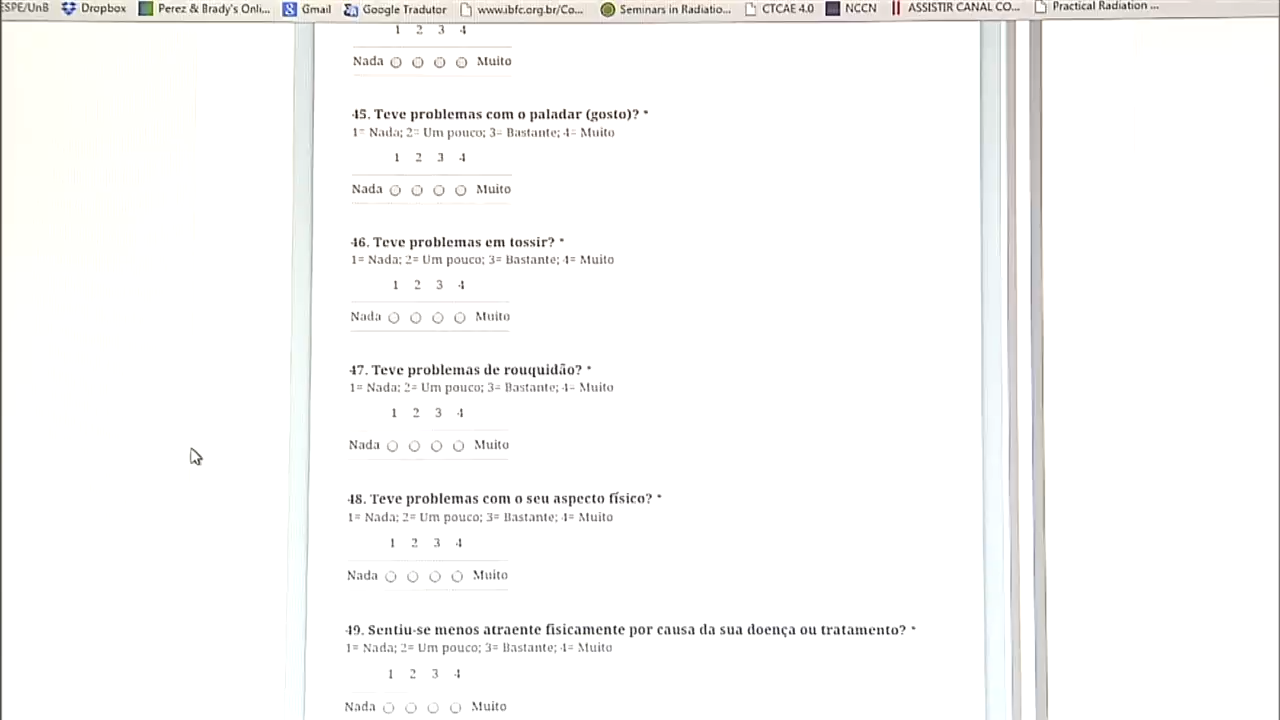 ESPE/UnB Dropbox Perez & Brady's Onli... Gmail Google Tradutor www.ibfc.org.br/Co... Seminars in Radiatio... CTCAE 4.0 NCCN ASSISTIR CANAL CO... Practical Radiation ...
1 2 3 4
Nada Muito
45. Teve problemas com o paladar (gosto)? *
1= Nada; 2= Um pouco; 3= Bastante; 4= Muito
1 2 3 4
Nada Muito
46. Teve problemas em tossir? *
1= Nada; 2= Um pouco; 3= Bastante; 4= Muito
1 2 3 4
Nada Muito
47. Teve problemas de rouquidão? *
1= Nada; 2= Um pouco; 3= Bastante; 4= Muito
1 2 3 4
Nada Muito
48. Teve problemas com o seu aspecto físico? *
1= Nada; 2= Um pouco; 3= Bastante; 4= Muito
1 2 3 4
Nada Muito
49. Sentiu-se menos atraente fisicamente por causa da sua doença ou tratamento? *
1= Nada; 2= Um pouco; 3= Bastante; 4= Muito
1 2 3 4
Nada Muito